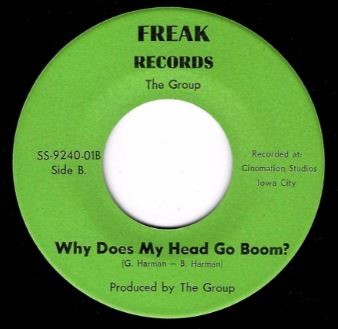 FREAK
RECORDS
The Group
SS-9240-01B
Side B.
Recorded at:
Cinomation Studios
Iowa City
Why Does My Head Go Boom?
(G. Harman – B. Harman)
Produced by The Group